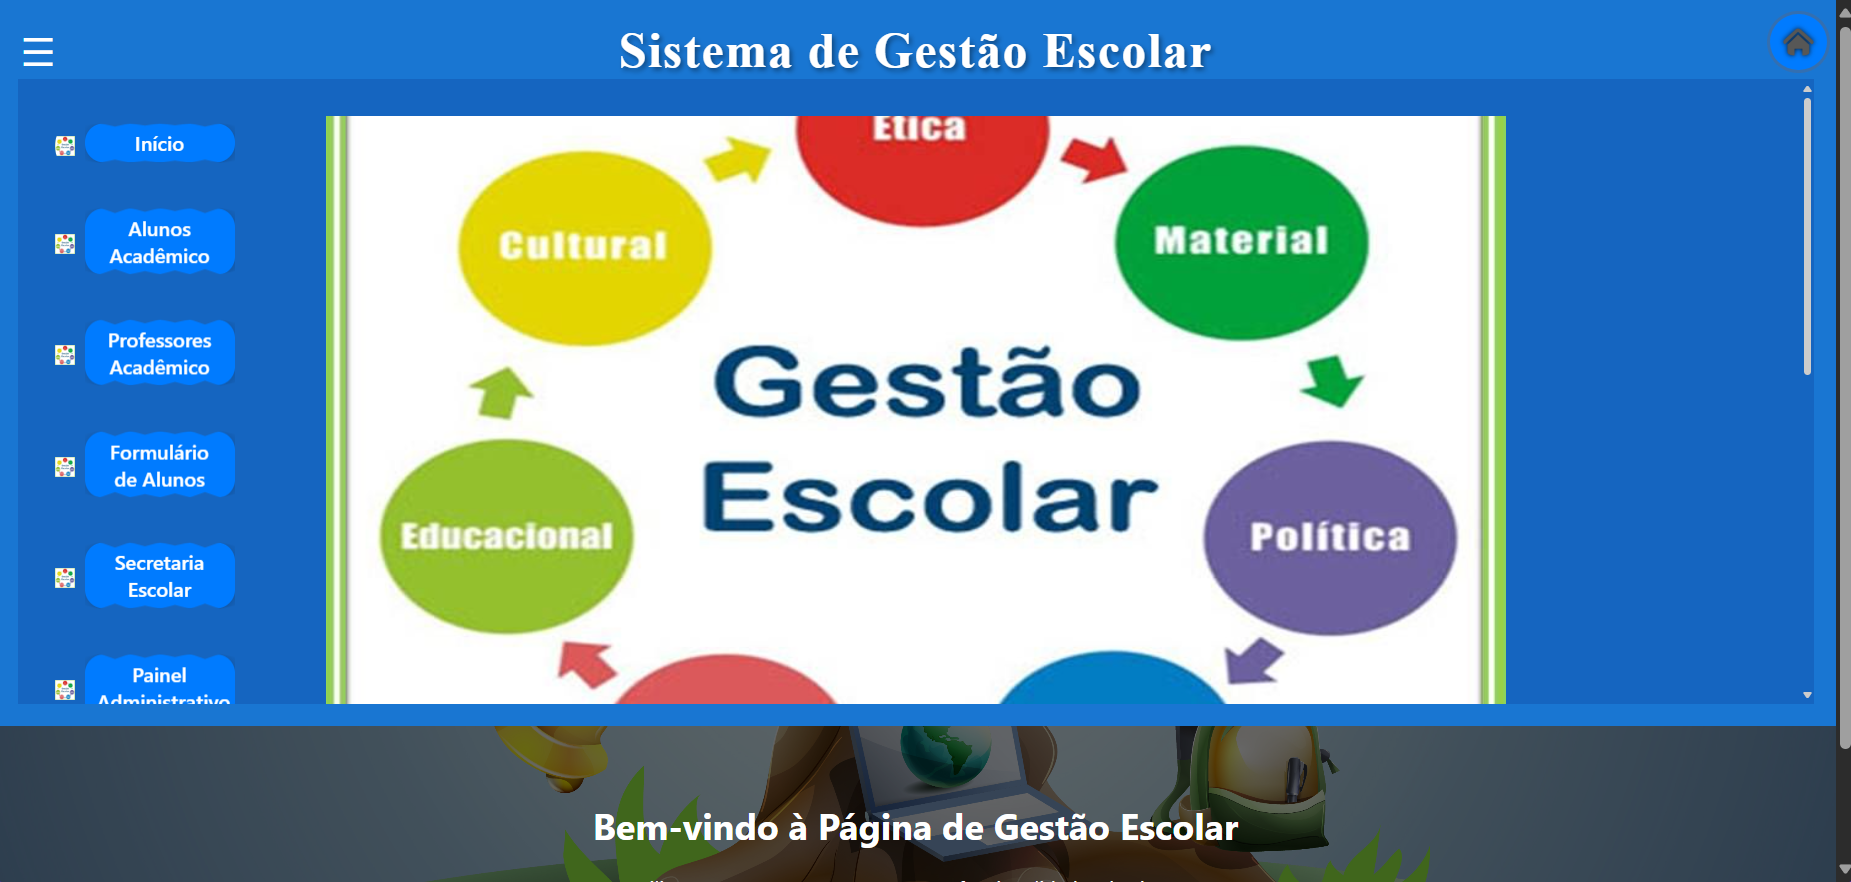 ☰
Sistema de Gestão Escolar
Início
Alunos
Acadêmico
Professores
Acadêmico
Formulário
de Alunos
Secretaria
Escolar
Painel
Administrativo
Ética
Cultural
Material
Gestão
Escolar
Educacional
Política
Bem-vindo à Página de Gestão Escolar